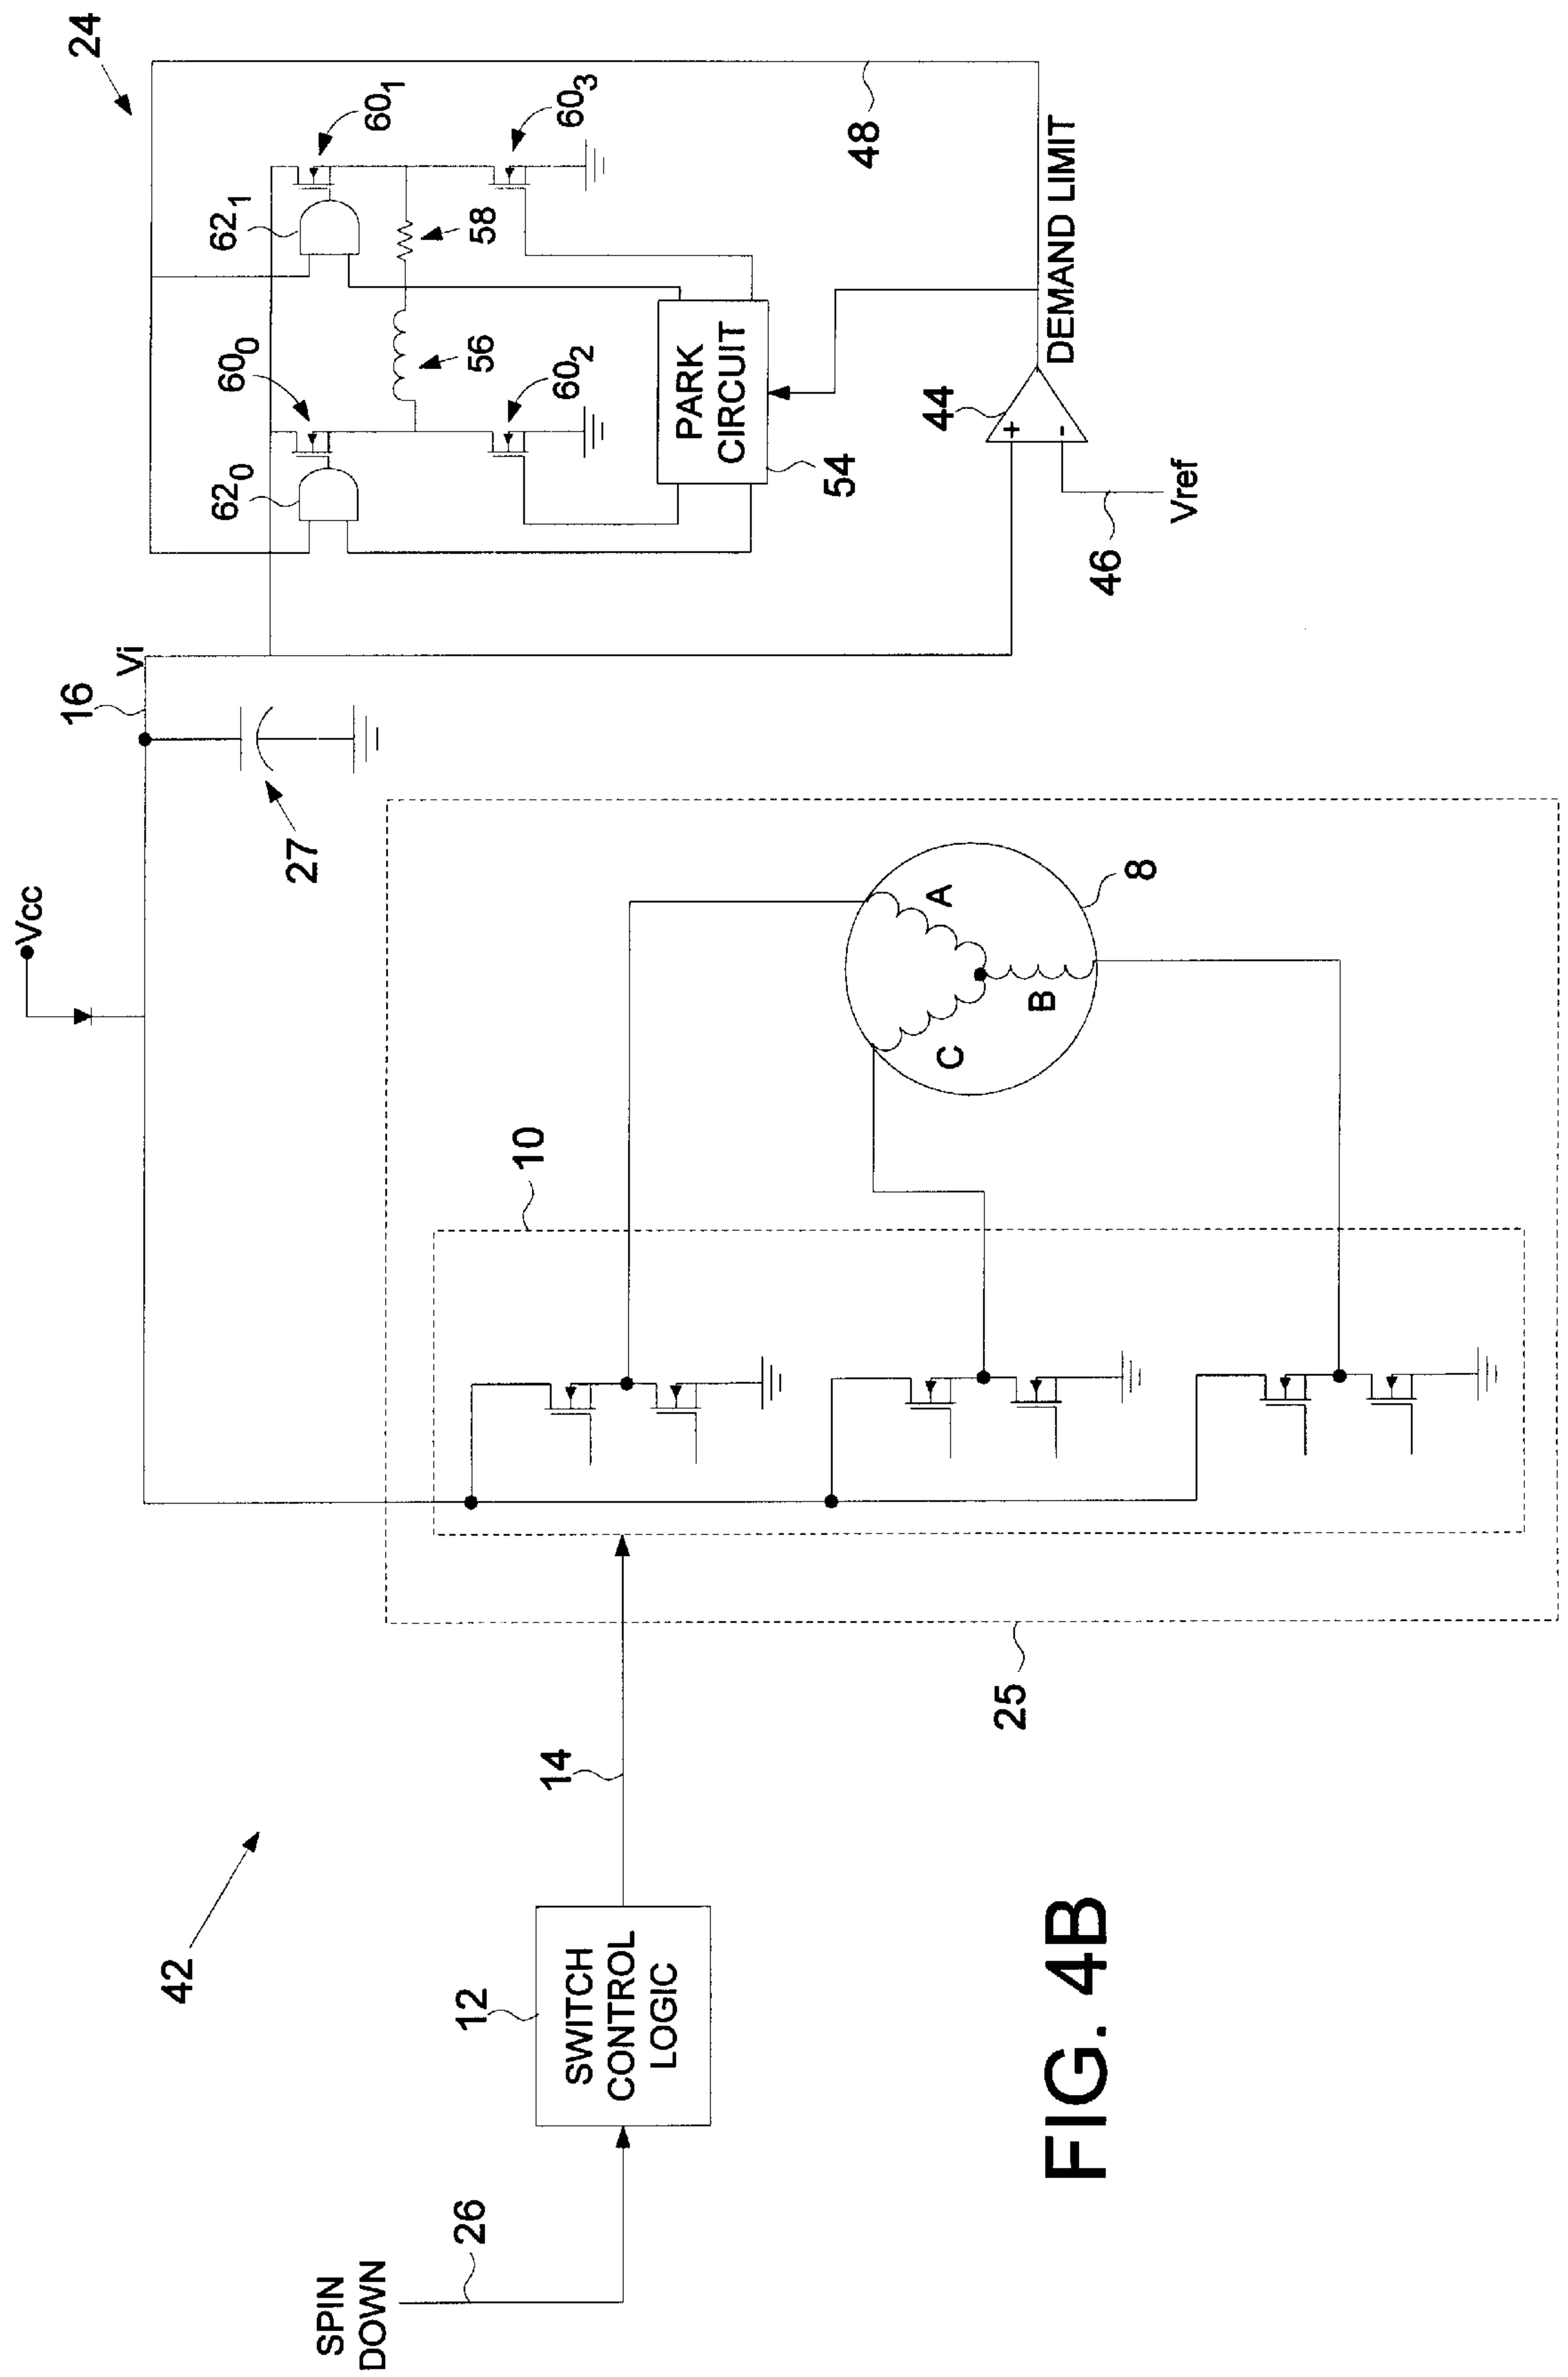 24
Vcc
16
Vi
27
62₀
60₀
62₁
60₁
56
58
60₂
60₃
PARK
CIRCUIT
54
44
+
-
46
Vref
DEMAND LIMIT
48
42
SPIN
DOWN
26
12
SWITCH
CONTROL
LOGIC
14
10
A
C
B
8
25
FIG. 4B